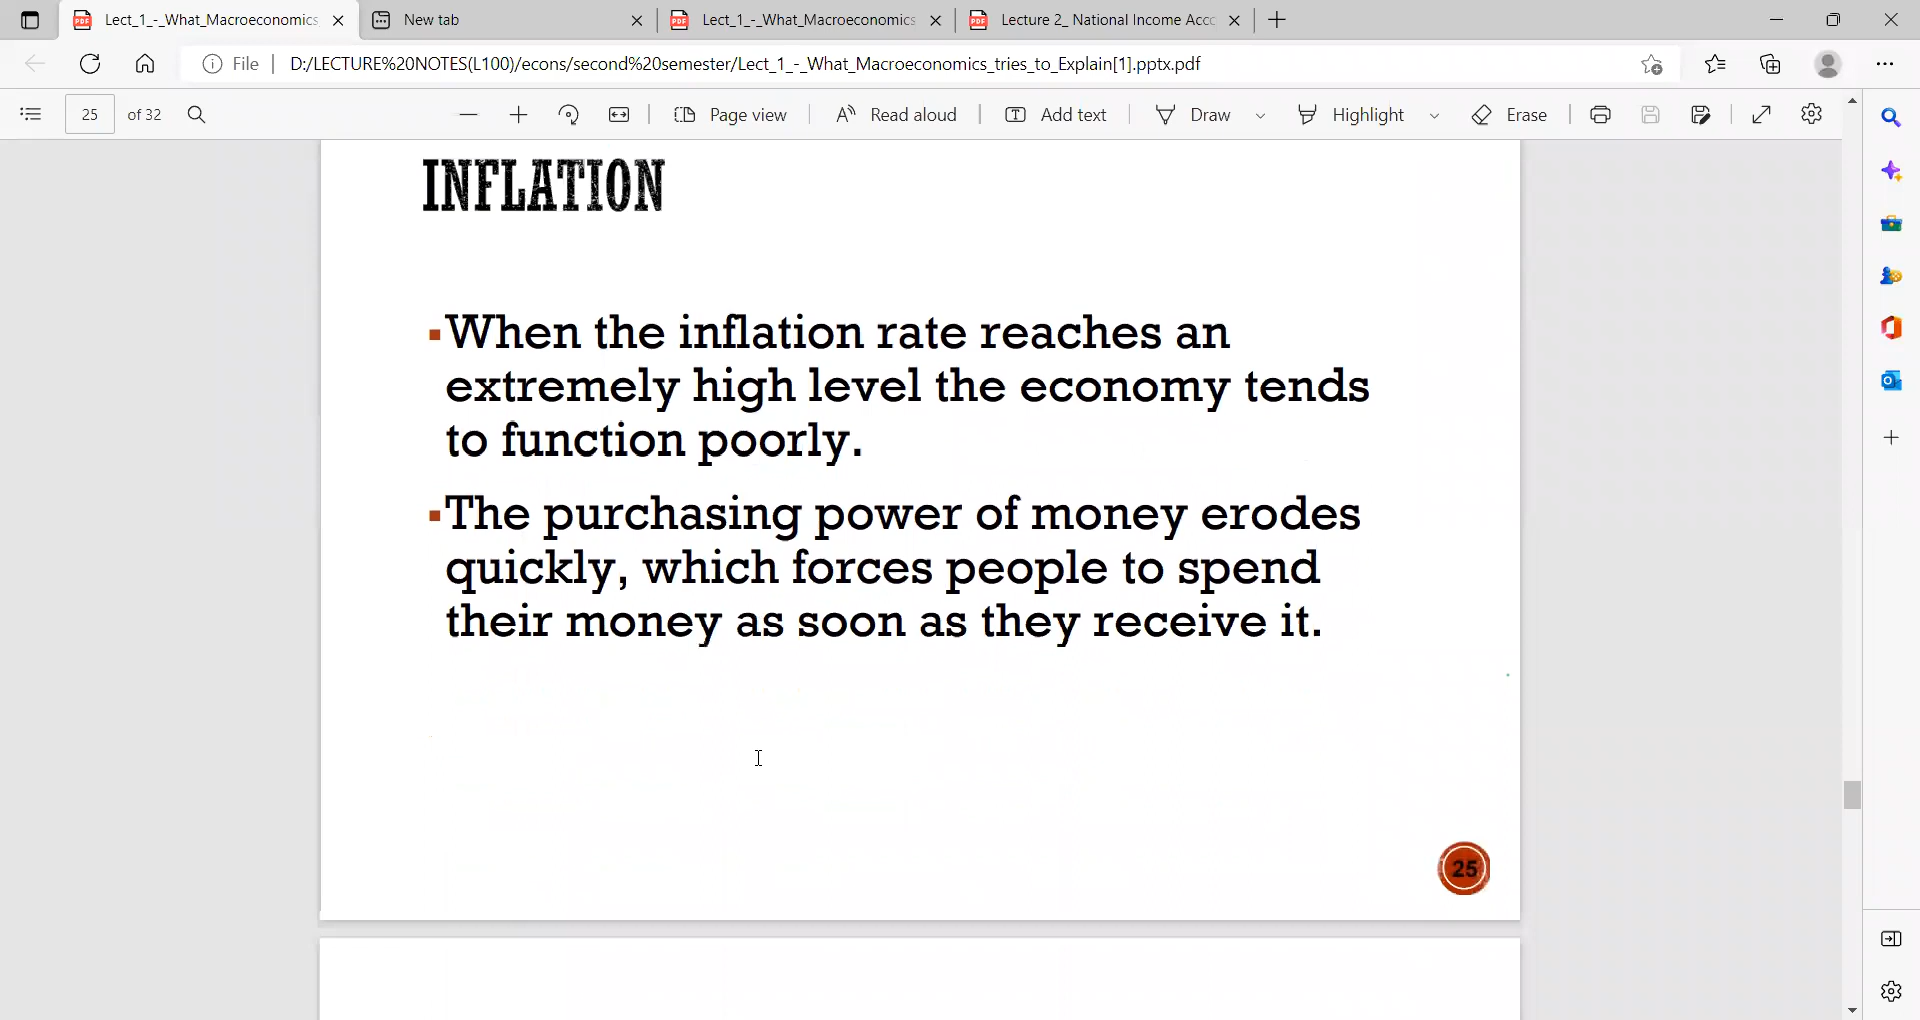 Lect_1_-_What_Macroeconomics
New tab
Lect_1_-_What_Macroeconomics
Lecture 2_ National Income Acco
File
D:/LECTURE%20NOTES(L100)/econs/second%20semester/Lect_1_-_What_Macroeconomics_tries_to_Explain[1].pptx.pdf
25 of 32
Page view
Read aloud
Add text
Draw
Highlight
Erase
INFLATION
▪When the inflation rate reaches an
extremely high level the economy tends
to function poorly.
▪The purchasing power of money erodes
quickly, which forces people to spend
their money as soon as they receive it.
25